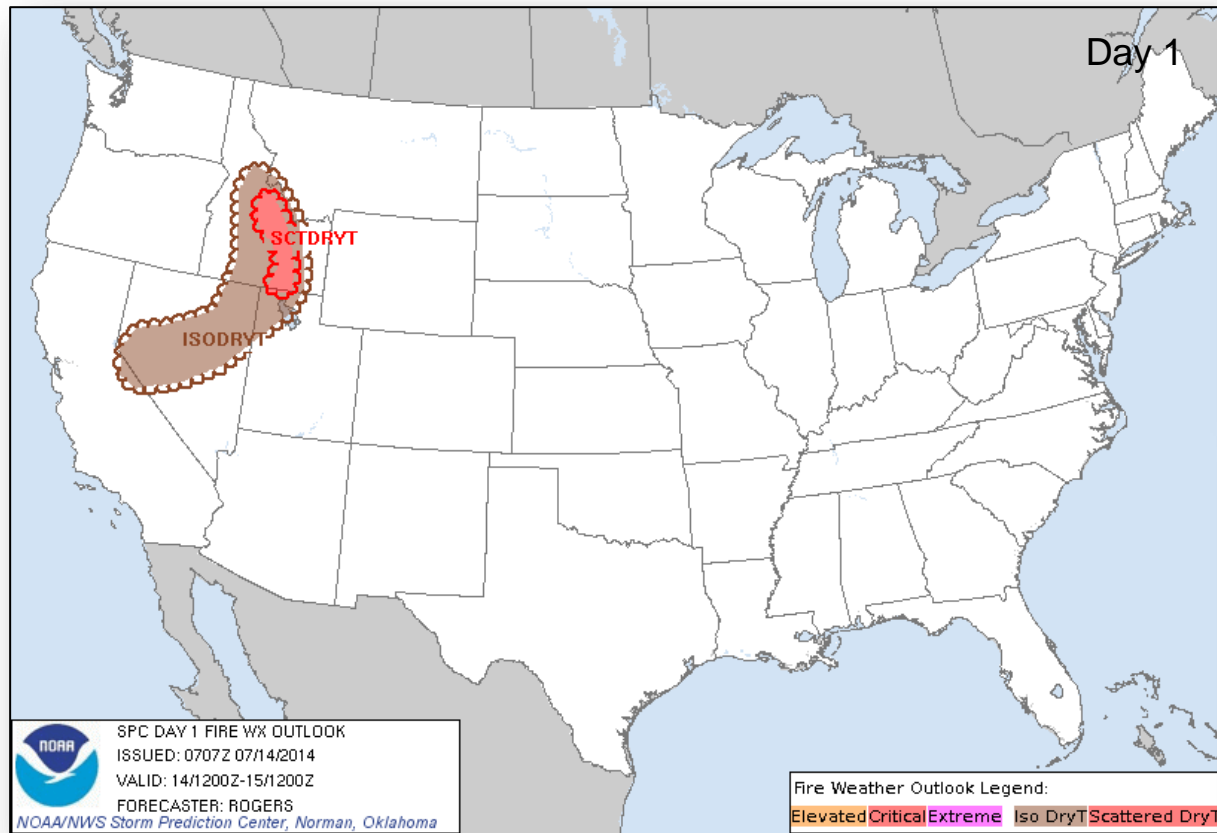 Day 1
SCTDRYT
ISODRYT
NOAA
SPC DAY 1 FIRE WX OUTLOOK
ISSUED: 0707Z 07/14/2014
VALID: 14/1200Z-15/1200Z
FORECASTER: ROGERS
NOAA/NWS Storm Prediction Center, Norman, Oklahoma
Fire Weather Outlook Legend:
Elevated Critical Extreme Iso DryT Scattered DryT